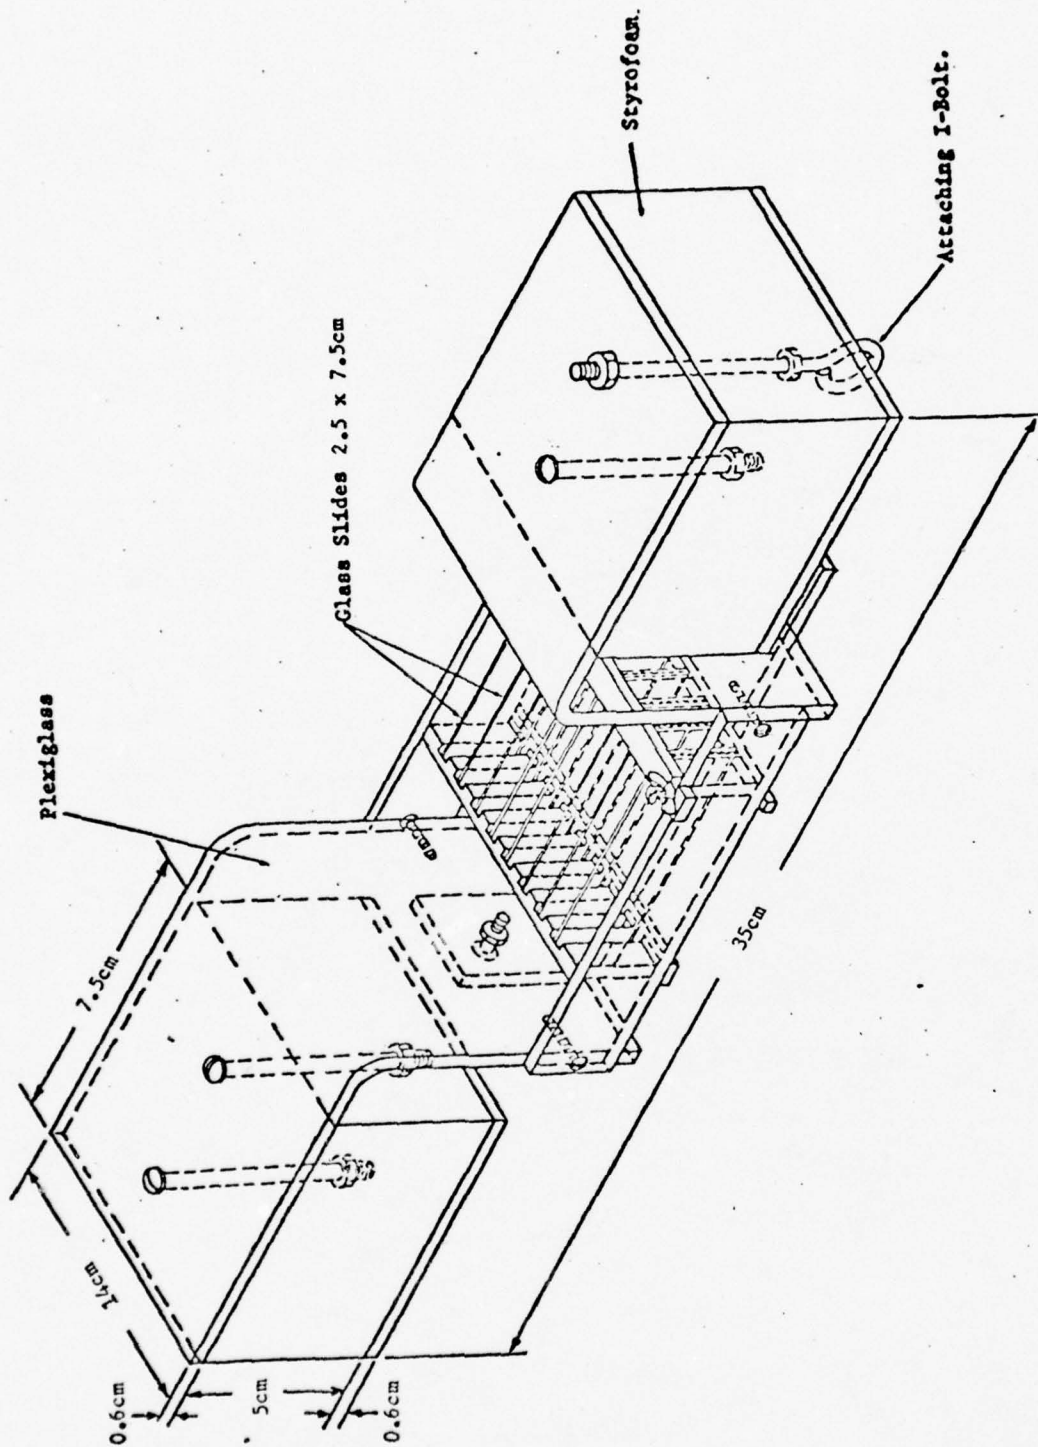 Styrofoam.
Attaching I-Bolt.
Glass Slides 2.5 x 7.5cm
Plexiglass
7.5cm
14cm
0.6cm
5cm
0.6cm
35cm